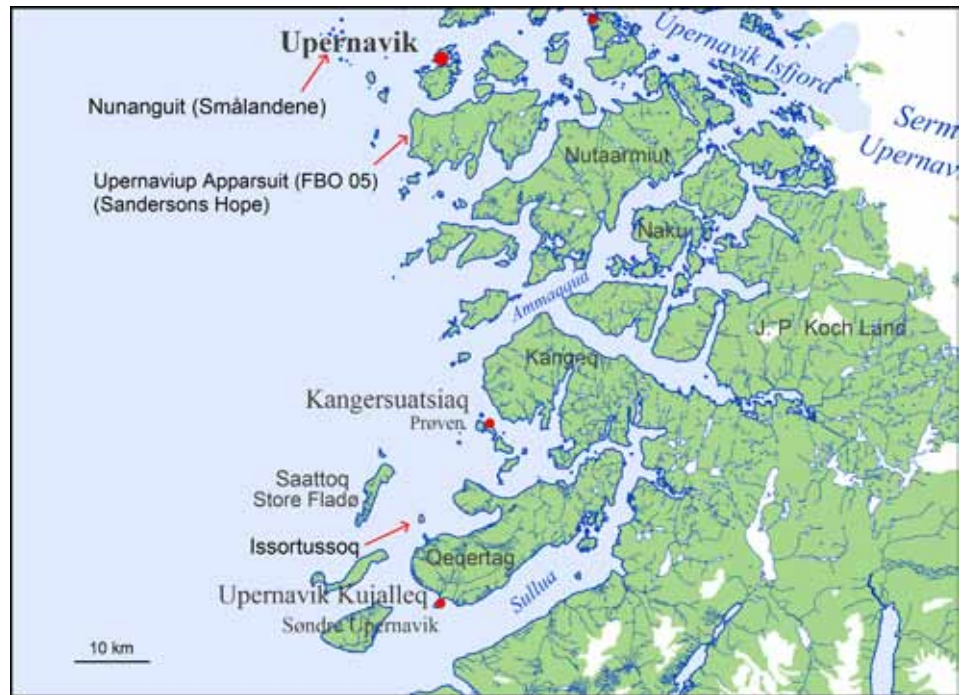 Upernavik
Upernavik Isfjord
Nunanguit (Smålandene)
Serm
Upernav
Nutaarmiut
Upernaviup Apparsuit (FBO 05)
(Sandersons Hope)
Naku
Ammaqqua
J. P. Koch Land
Kangeq
Kangersuatsiaq
Prøven
Saattoq
Store Fladø
Issortussoq
Qeqertaq
Upernavik Kujalleq
Sullua
Søndre Upernavik
10 km